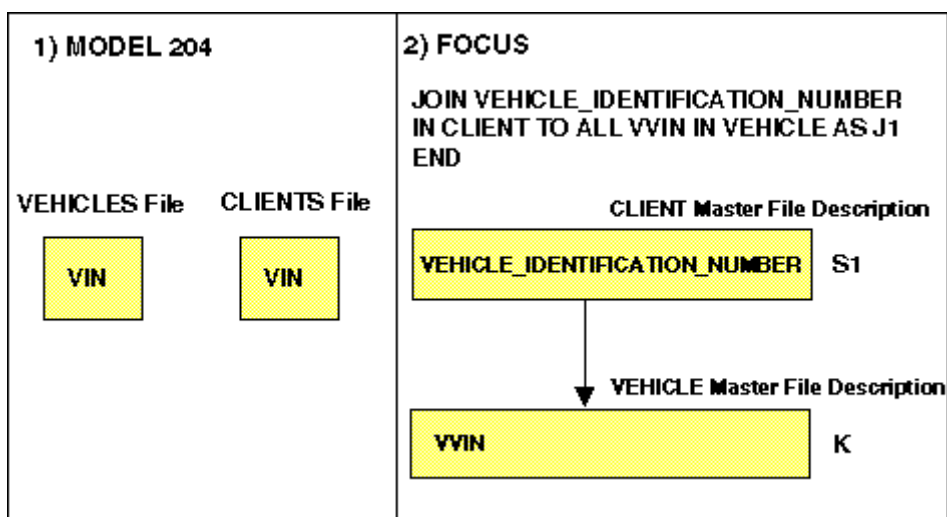 1) MODEL 204
VEHICLES File
CLIENTS File
VIN
VIN
2) FOCUS
JOIN VEHICLE_IDENTIFICATION_NUMBER
IN CLIENT TO ALL VVIN IN VEHICLE AS J1
END
CLIENT Master File Description
VEHICLE_IDENTIFICATION_NUMBER
S1
VEHICLE Master File Description
VVIN
K